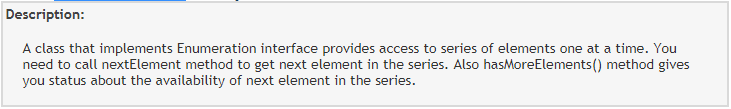 Description:
A class that implements Enumeration interface provides access to series of elements one at a time. You
need to call nextElement method to get next element in the series. Also hasMoreElements() method gives
you status about the availability of next element in the series.